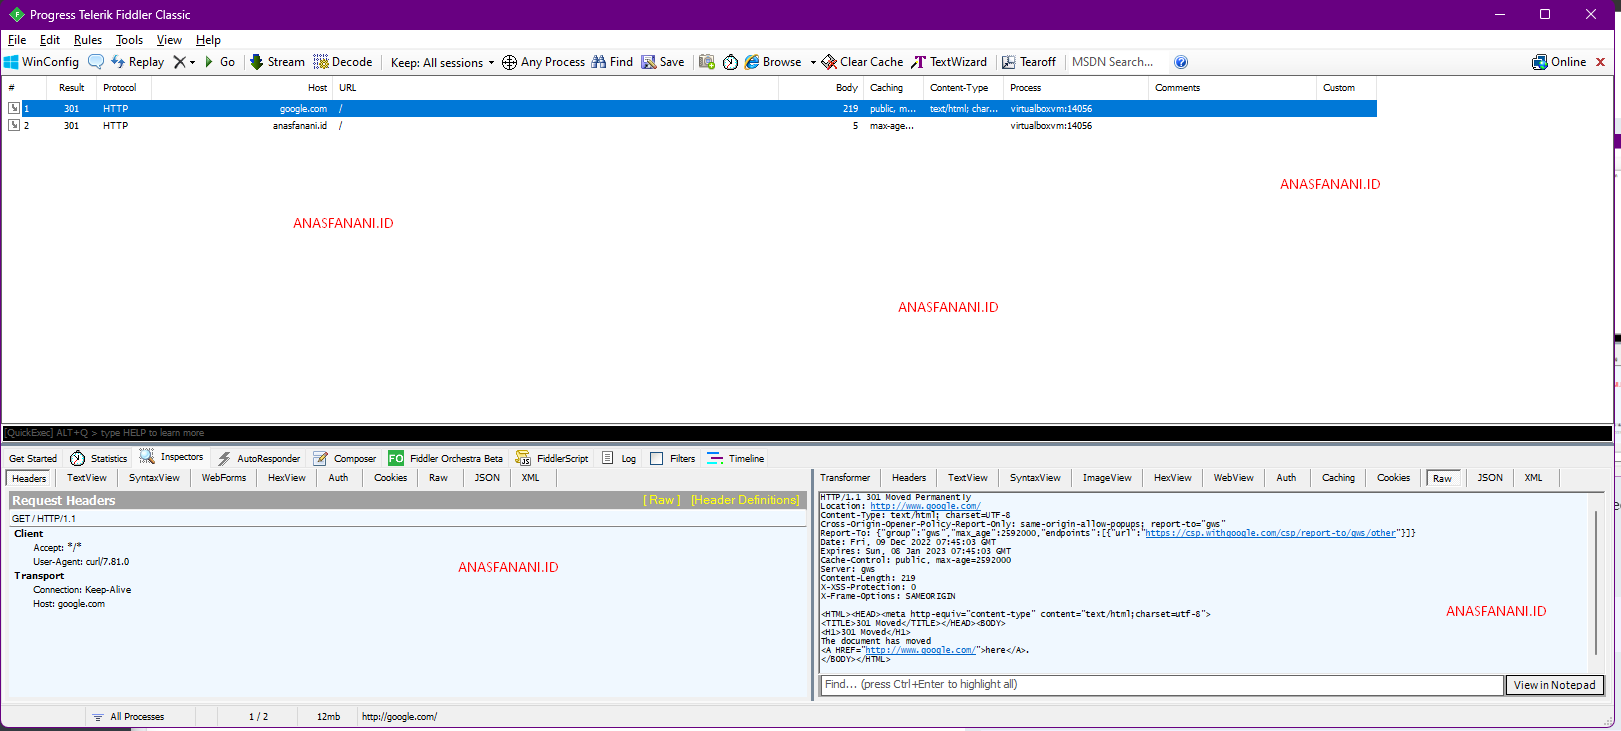 Progress Telerik Fiddler Classic
File Edit Rules Tools View Help
WinConfig Replay Go Stream Decode Keep: All sessions Any Process Find Save Browse Clear Cache TextWizard Tearoff MSDN Search... Online
# Result Protocol Host URL Body Caching Content-Type Process Comments Custom
1 301 HTTP google.com / 219 public, m... text/html; char... virtualboxvm:14056
2 301 HTTP anasfanani.id / 5 max-age... virtualboxvm:14056
ANASFANANI.ID
ANASFANANI.ID
ANASFANANI.ID
[QuickExec] ALT+Q > type HELP to learn more
Get Started Statistics Inspectors AutoResponder Composer FO Fiddler Orchestra Beta FiddlerScript Log Filters Timeline
Headers TextView SyntaxView WebForms HexView Auth Cookies Raw JSON XML
Request Headers [ Raw ] [Header Definitions]
GET / HTTP/1.1
Client
Accept: */*
User-Agent: curl/7.81.0
Transport
Connection: Keep-Alive
Host: google.com
ANASFANANI.ID
Transformer Headers TextView SyntaxView ImageView HexView WebView Auth Caching Cookies Raw JSON XML
HTTP/1.1 301 Moved Permanently
Location: http://www.google.com/
Content-Type: text/html; charset=UTF-8
Cross-Origin-Opener-Policy-Report-Only: same-origin-allow-popups; report-to="gws"
Report-To: {"group":"gws","max_age":2592000,"endpoints":[{"url":"https://csp.withgoogle.com/csp/report-to/gws/other"}]}
Date: Fri, 09 Dec 2022 07:45:03 GMT
Expires: Sun, 08 Jan 2023 07:45:03 GMT
Cache-Control: public, max-age=2592000
Server: gws
Content-Length: 219
X-XSS-Protection: 0
X-Frame-Options: SAMEORIGIN
<HTML><HEAD><meta http-equiv="content-type" content="text/html;charset=utf-8">
<TITLE>301 Moved</TITLE></HEAD><BODY>
<H1>301 Moved</H1>
The document has moved
<A HREF="http://www.google.com/">here</A>.
</BODY></HTML>
ANASFANANI.ID
Find... (press Ctrl+Enter to highlight all) View in Notepad
All Processes 1 / 2 12mb http://google.com/